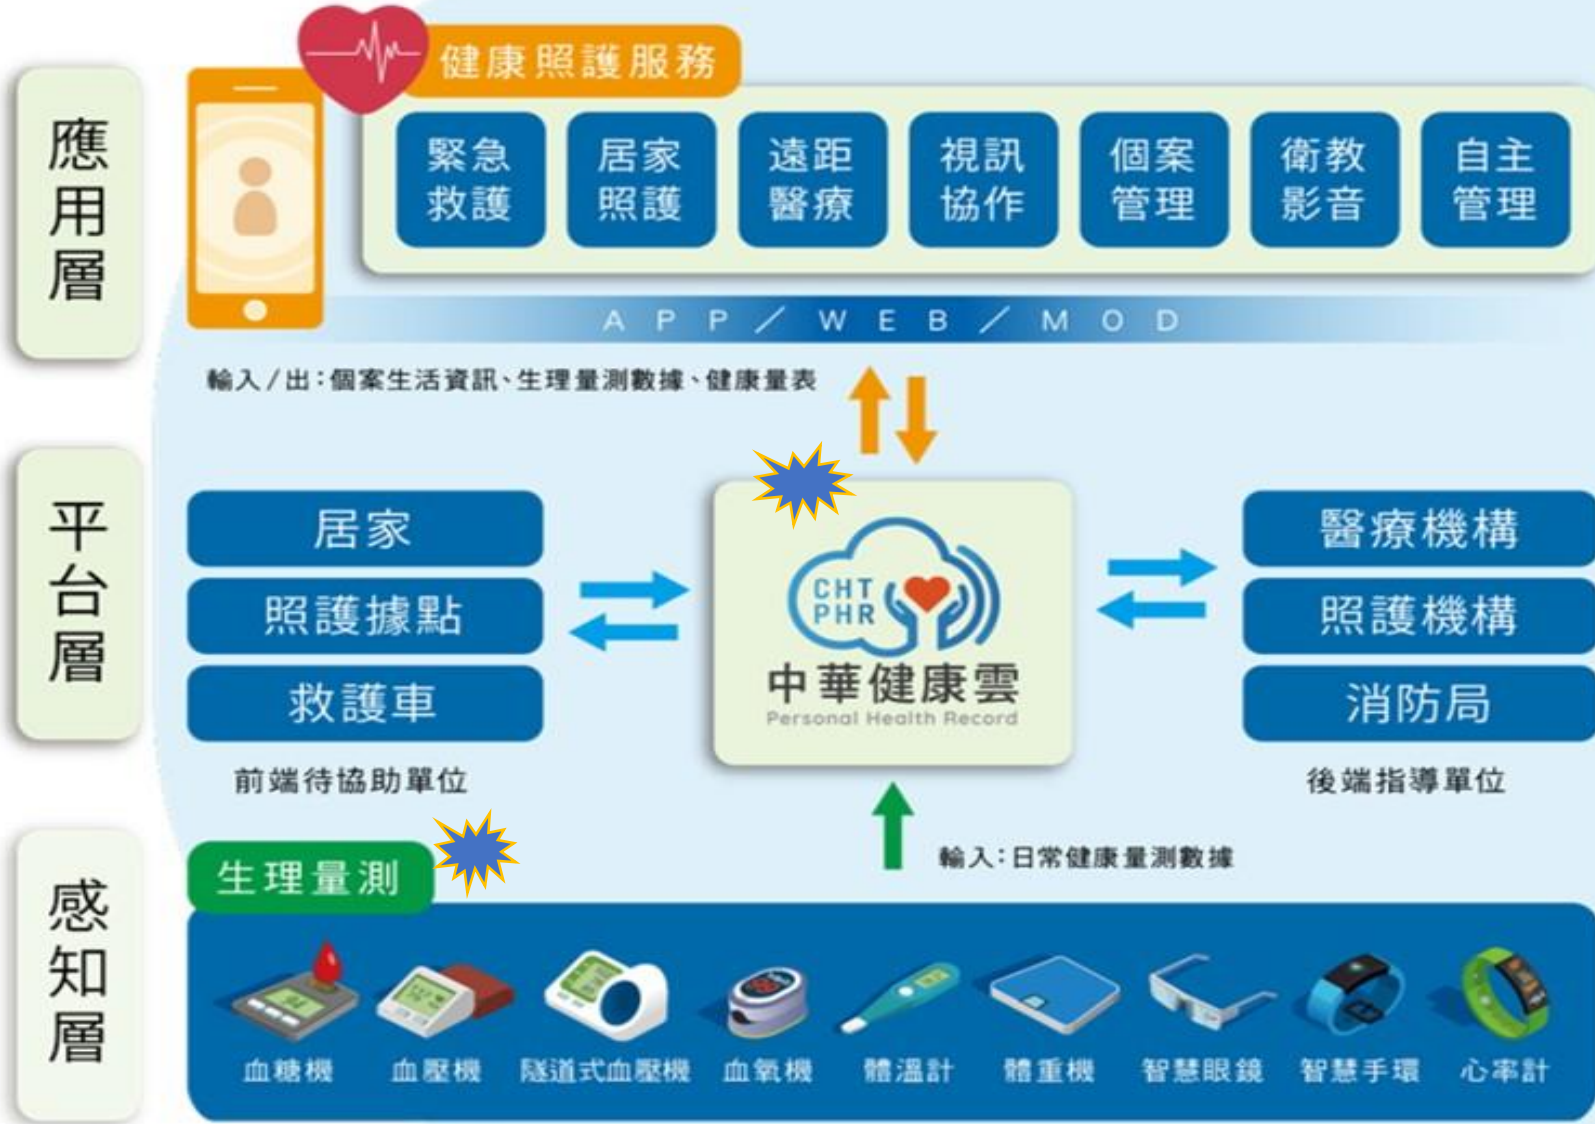 應用層
健康照護服務
緊急
救護
居家
照護
遠距
醫療
視訊
協作
個案
管理
衛教
影音
自主
管理
APP／WEB／MOD
輸入/出：個案生活資訊、生理量測數據、健康量表
平台層
居家
照護據點
救護車
前端待協助單位
CHT
PHR
中華健康雲
Personal Health Record
醫療機構
照護機構
消防局
後端指導單位
輸入：日常健康量測數據
感知層
生理量測
血糖機
血壓機
隧道式血壓機
血氧機
體溫計
體重機
智慧眼鏡
智慧手環
心率計